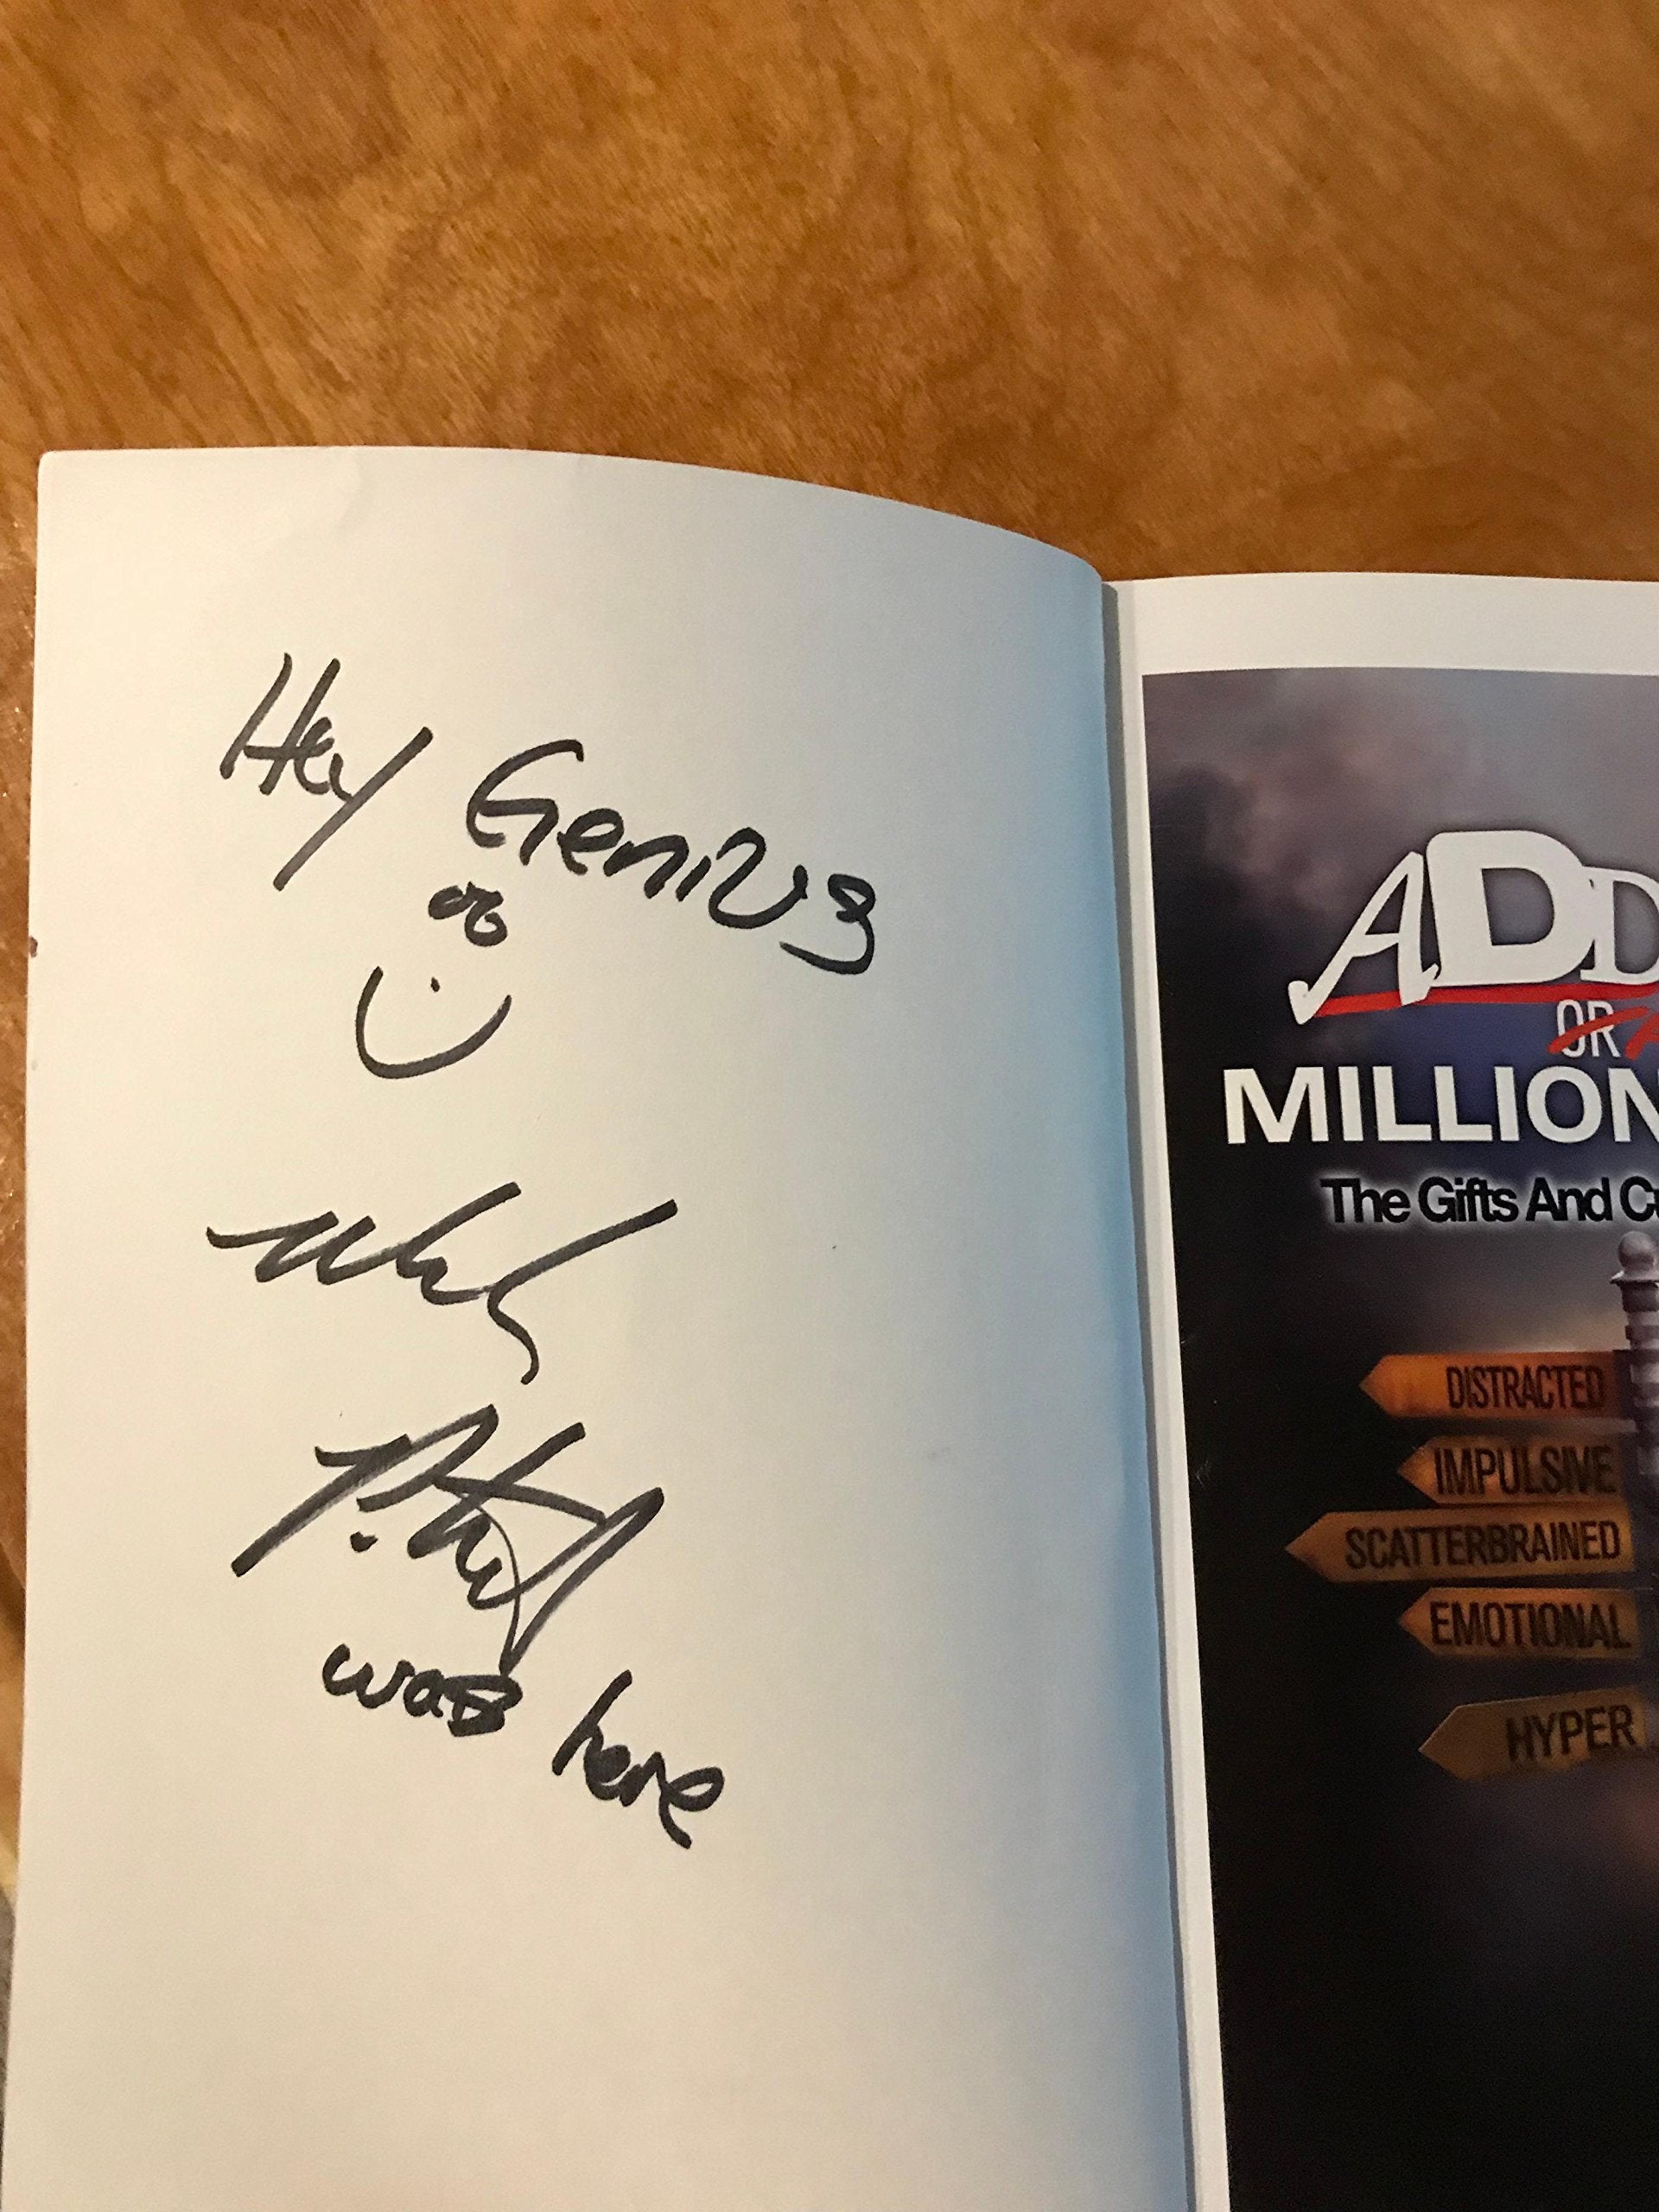 Hey Genius
was here
ADD
OR
MILLION
The Gifts And C
DISTRACTED
IMPULSIVE
SCATTERBRAINED
EMOTIONAL
HYPER